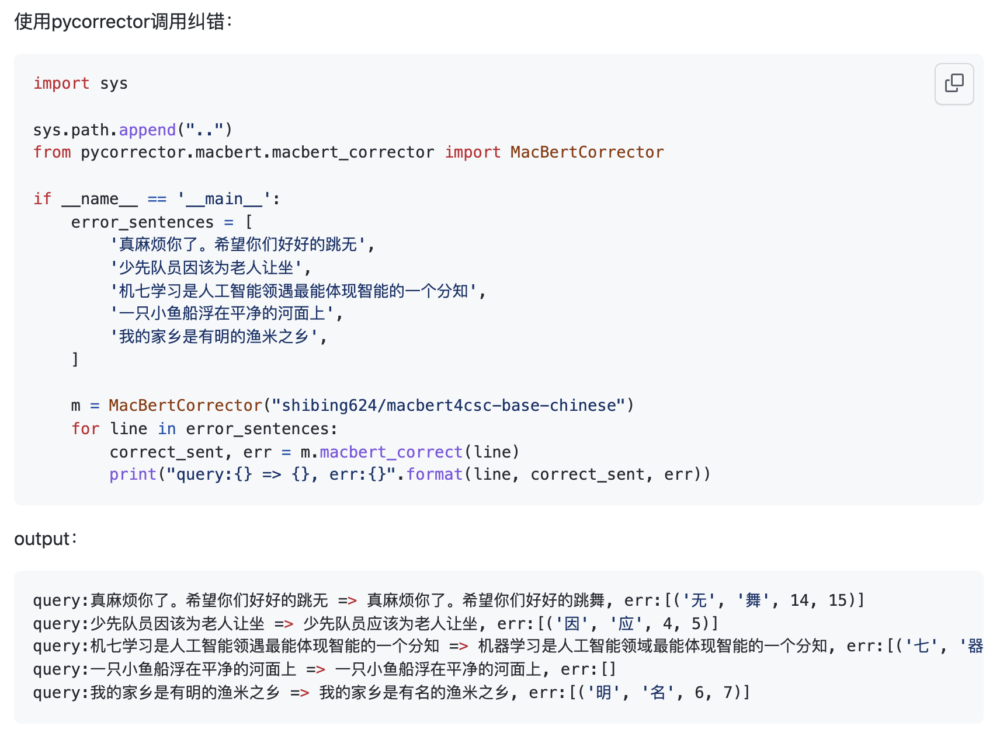 使用pycorrector调用纠错：
import sys
sys.path.append("..")
from pycorrector.macbert.macbert_corrector import MacBertCorrector
if __name__ == '__main__':
    error_sentences = [
        '真麻烦你了。希望你们好好的跳无',
        '少先队员因该为老人让坐',
        '机七学习是人工智能领遇最能体现智能的一个分知',
        '一只小鱼船浮在平净的河面上',
        '我的家乡是有明的渔米之乡',
    ]
    m = MacBertCorrector("shibing624/macbert4csc-base-chinese")
    for line in error_sentences:
        correct_sent, err = m.macbert_correct(line)
        print("query:{} => {}, err:{}".format(line, correct_sent, err))
output：
query:真麻烦你了。希望你们好好的跳无 => 真麻烦你了。希望你们好好的跳舞, err:[('无', '舞', 14, 15)]
query:少先队员因该为老人让坐 => 少先队员应该为老人让坐, err:[('因', '应', 4, 5)]
query:机七学习是人工智能领遇最能体现智能的一个分知 => 机器学习是人工智能领域最能体现智能的一个分知, err:[('七', '器
query:一只小鱼船浮在平净的河面上 => 一只小鱼船浮在平净的河面上, err:[]
query:我的家乡是有明的渔米之乡 => 我的家乡是有名的渔米之乡, err:[('明', '名', 6, 7)]